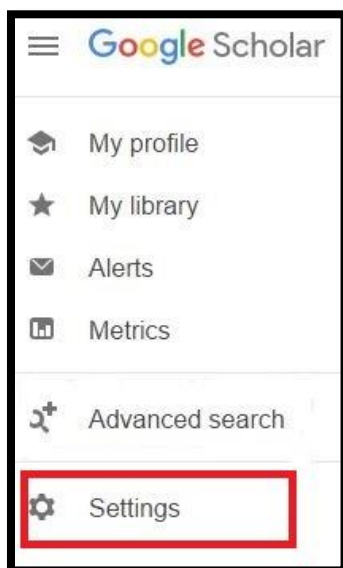 Google Scholar
My profile
My library
Alerts
Metrics
Advanced search
Settings